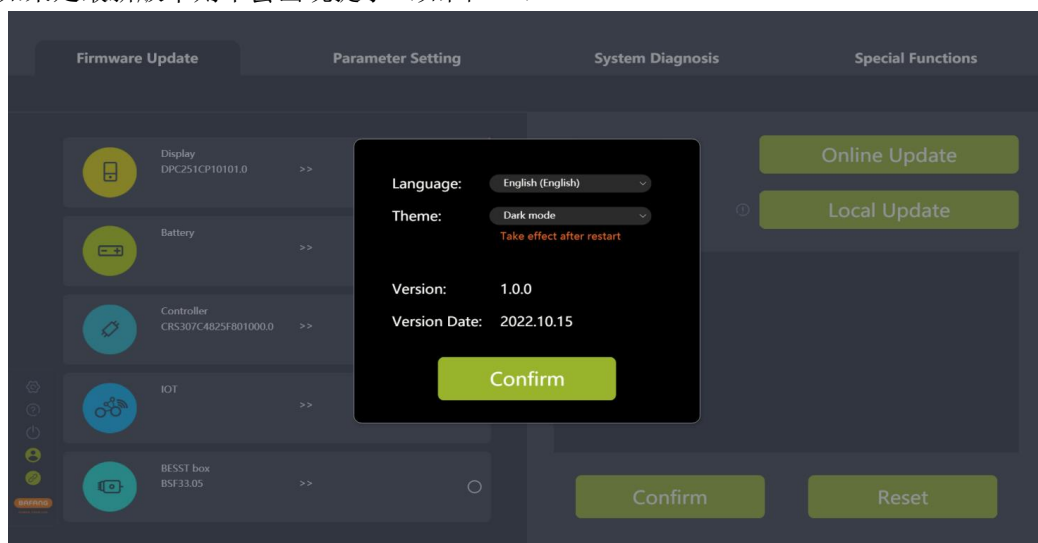 Firmware Update
Parameter Setting
System Diagnosis
Special Functions
Display
DPC251CP10101.0 >>
Battery
>>
Controller
CRS307C4825F801000.0 >>
IOT
>>
BESST box
BSF33.05 >>
Language: English (English)
Theme: Dark mode
Take effect after restart
Version: 1.0.0
Version Date: 2022.10.15
Confirm
Online Update
Local Update
Confirm
Reset
BAFANG